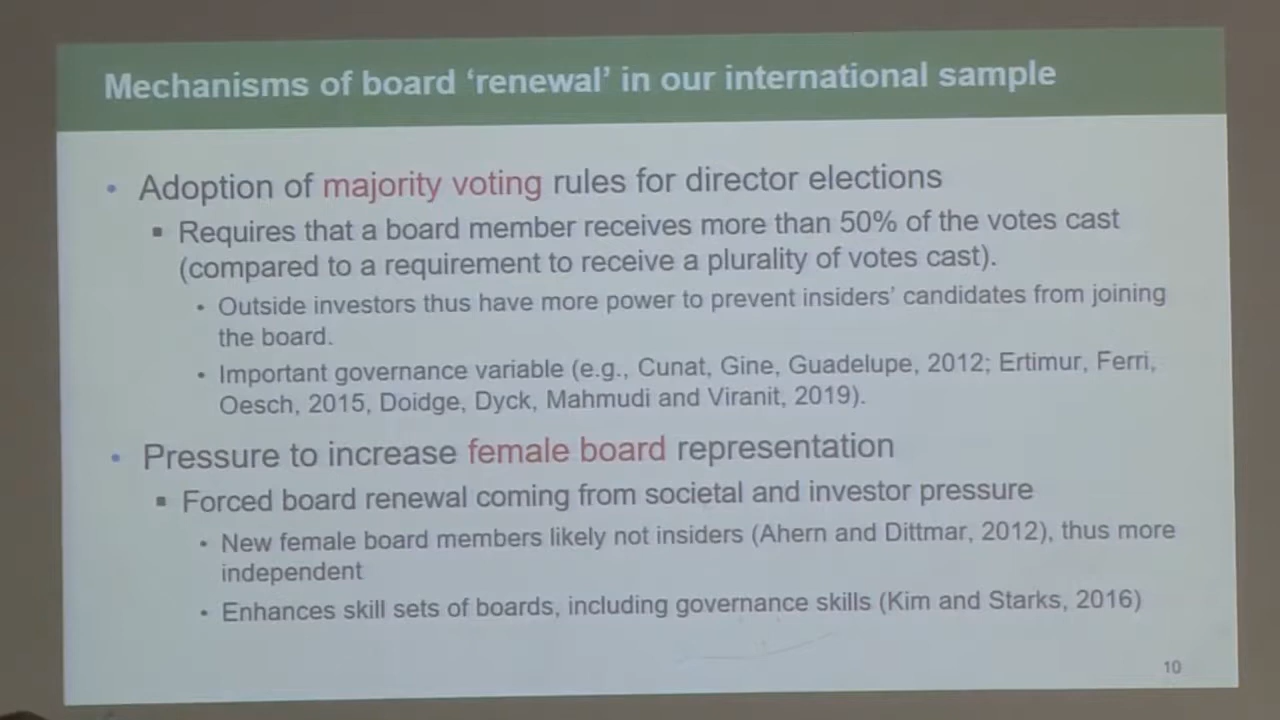 Mechanisms of board ‘renewal’ in our international sample
• Adoption of majority voting rules for director elections
▪ Requires that a board member receives more than 50% of the votes cast
(compared to a requirement to receive a plurality of votes cast).
• Outside investors thus have more power to prevent insiders’ candidates from joining
the board.
• Important governance variable (e.g., Cunat, Gine, Guadelupe, 2012; Ertimur, Ferri,
Oesch, 2015, Doidge, Dyck, Mahmudi and Viranit, 2019).
• Pressure to increase female board representation
▪ Forced board renewal coming from societal and investor pressure
• New female board members likely not insiders (Ahern and Dittmar, 2012), thus more
independent
• Enhances skill sets of boards, including governance skills (Kim and Starks, 2016)
10